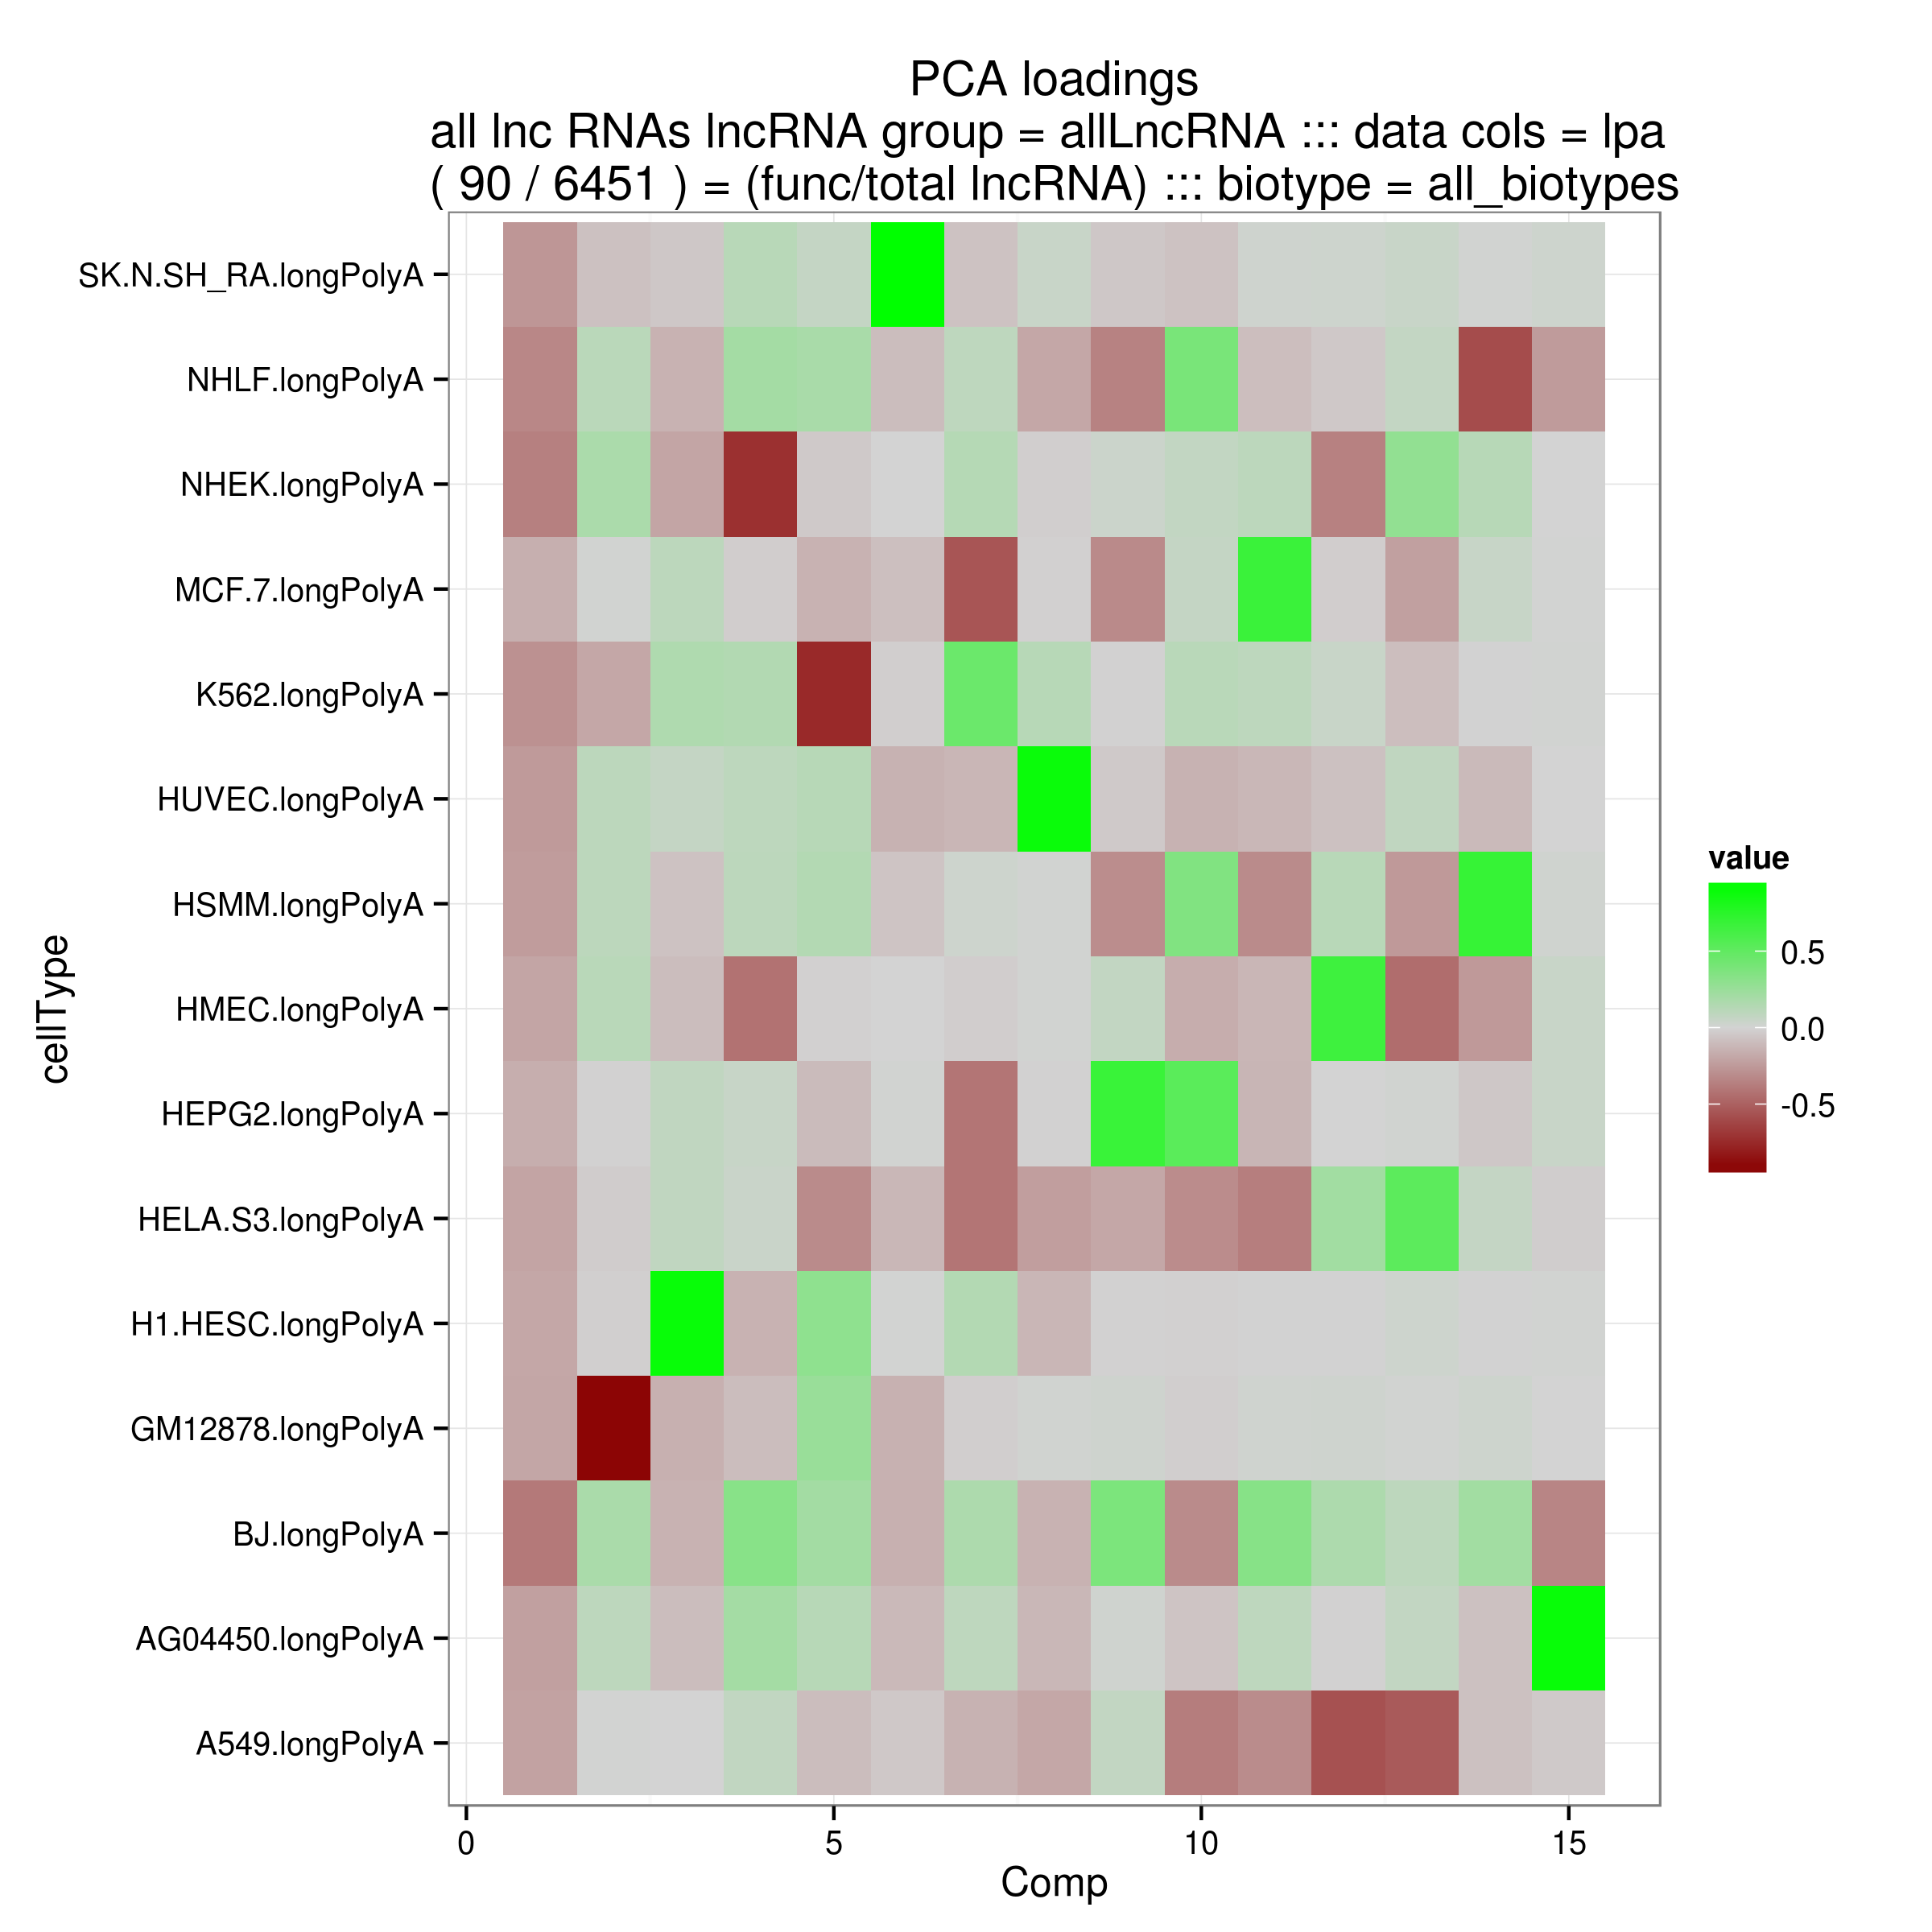 PCA loadings
all lnc RNAs lncRNA group = allLncRNA ::: data cols = lpa
( 90 / 6451 ) = (func/total lncRNA) ::: biotype = all_biotypes
SK.N.SH_RA.longPolyA
NHLF.longPolyA
NHEK.longPolyA
MCF.7.longPolyA
K562.longPolyA
HUVEC.longPolyA
HSMM.longPolyA
HMEC.longPolyA
HEPG2.longPolyA
HELA.S3.longPolyA
H1.HESC.longPolyA
GM12878.longPolyA
BJ.longPolyA
AG04450.longPolyA
A549.longPolyA
cellType
0 5 10 15
Comp
value
0.5
0.0
-0.5